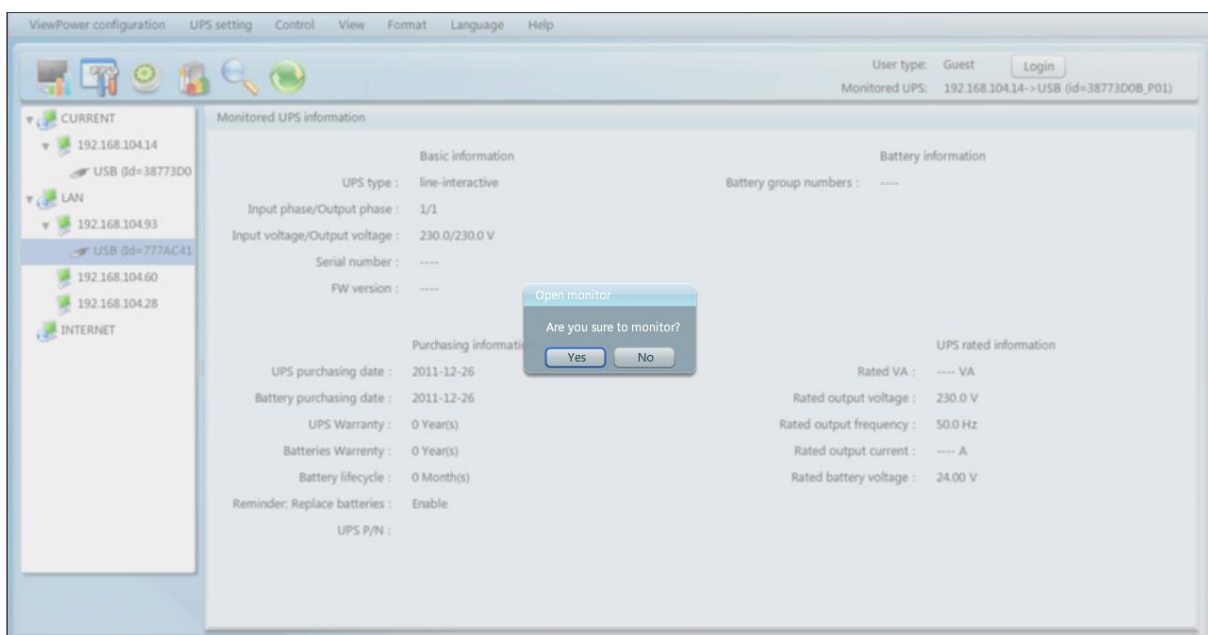 ViewPower configuration UPS setting Control View Format Language Help
User type: Guest Login
Monitored UPS: 192.168.104.14->USB (id=38773D0B_P01)
CURRENT
192.168.104.14
USB (Id=38773D0
LAN
192.168.104.93
USB (Id=777AC41
192.168.104.60
192.168.104.28
INTERNET
Monitored UPS information
Basic information
UPS type : line-interactive
Input phase/Output phase : 1/1
Input voltage/Output voltage : 230.0/230.0 V
Serial number : ----
FW version : ----
Battery information
Battery group numbers : ----
Open monitor
Are you sure to monitor?
Yes No
Purchasing informati
UPS purchasing date : 2011-12-26
Battery purchasing date : 2011-12-26
UPS Warranty : 0 Year(s)
Batteries Warrenty : 0 Year(s)
Battery lifecycle : 0 Month(s)
Reminder: Replace batteries : Enable
UPS P/N :
UPS rated information
Rated VA : ---- VA
Rated output voltage : 230.0 V
Rated output frequency : 50.0 Hz
Rated output current : ---- A
Rated battery voltage : 24.00 V